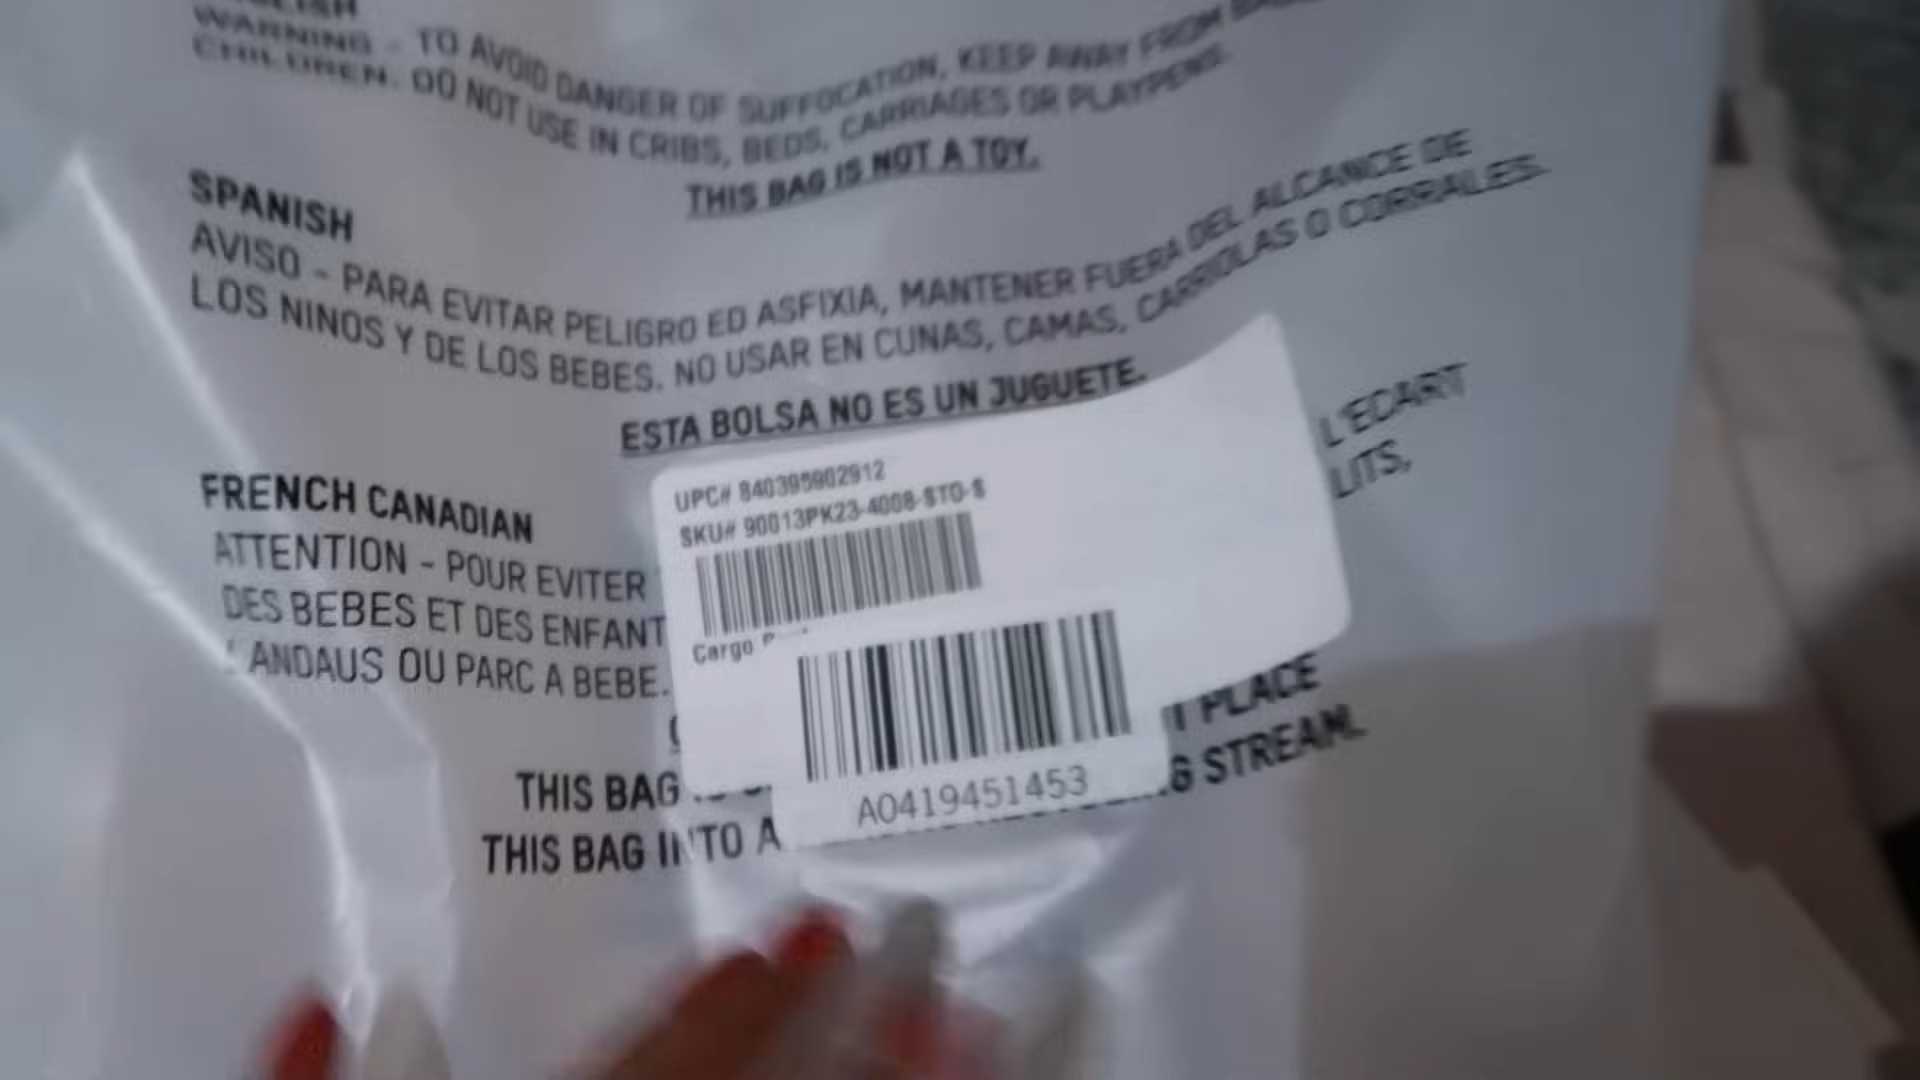 WARNING - TO AVOID DANGER OF SUFFOCATION, KEEP AWAY FROM
CHILDREN. DO NOT USE IN CRIBS, BEDS, CARRIAGES OR PLAYPENS.
THIS BAG IS NOT A TOY.
SPANISH
AVISO - PARA EVITAR PELIGRO ED ASFIXIA, MANTENER FUERA DEL ALCANCE DE
LOS NINOS Y DE LOS BEBES. NO USAR EN CUNAS, CAMAS, CARRIOLAS O CORRALES.
ESTA BOLSA NO ES UN JUGUETE.
FRENCH CANADIAN
ATTENTION - POUR EVITER
L'ECART
DES BEBES ET DES ENFANT
LITS,
LANDAUS OU PARC A BEBE.
UPC# 840395902912
SKU# 90013PK23-4008-STO-S
Cargo
A0419451453
THIS BAG
PLACE
THIS BAG INTO A
G STREAM.